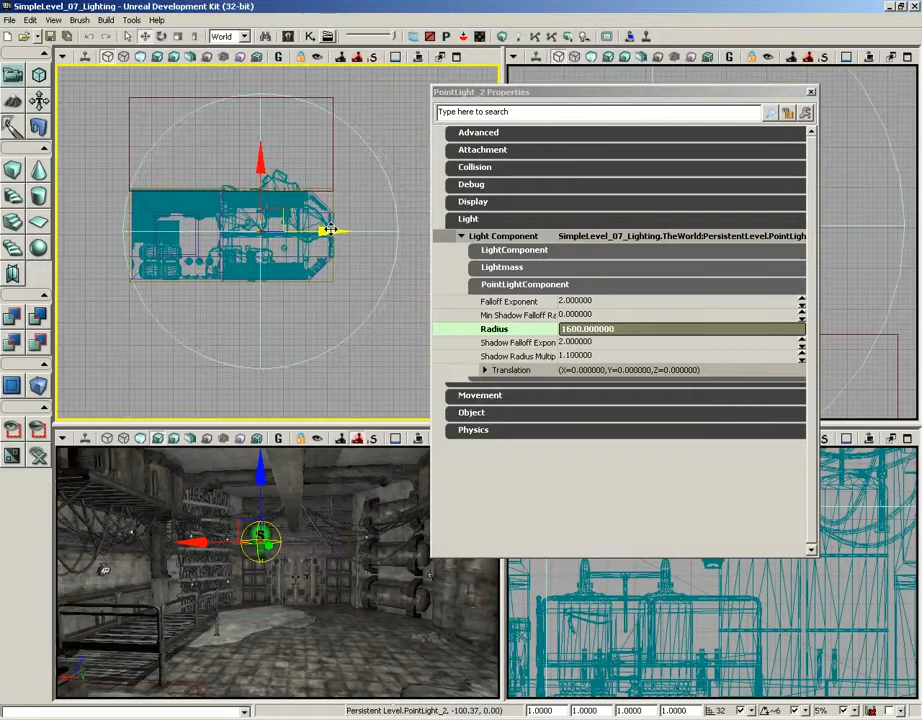 SimpleLevel_07_Lighting - Unreal Development Kit (32-bit)
File Edit View Brush Build Tools Help
World
G
S
G
S
PointLight_2 Properties
Type here to search
Advanced
Attachment
Collision
Debug
Display
Light
Light Component SimpleLevel_07_Lighting.TheWorld:PersistentLevel.PointLigh
LightComponent
Lightmass
PointLightComponent
Falloff Exponent 2.000000
Min Shadow Falloff Ra 0.000000
Radius 1600.000000
Shadow Falloff Expon 2.000000
Shadow Radius Multip 1.100000
Translation (X=0.000000,Y=0.000000,Z=0.000000)
Movement
Object
Physics
G
S
S
G
S
Persistent Level.PointLight_2, -100.37, 0.00) 1.0000 1.0000 1.0000 1.0000 32 ~6 5%